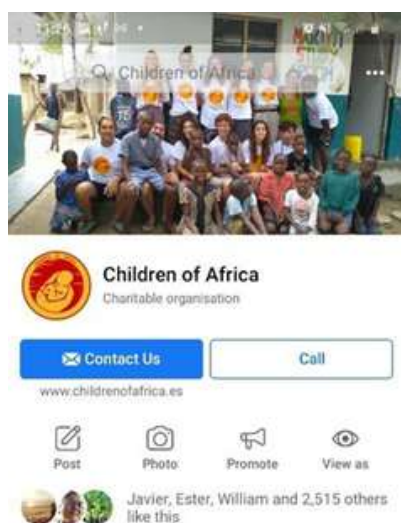 Children of Africa
Children of Africa
Charitable organisation
Contact Us
Call
www.childrenofafrica.es
Post
Photo
Promote
View as
Javier, Ester, William and 2,515 others
like this